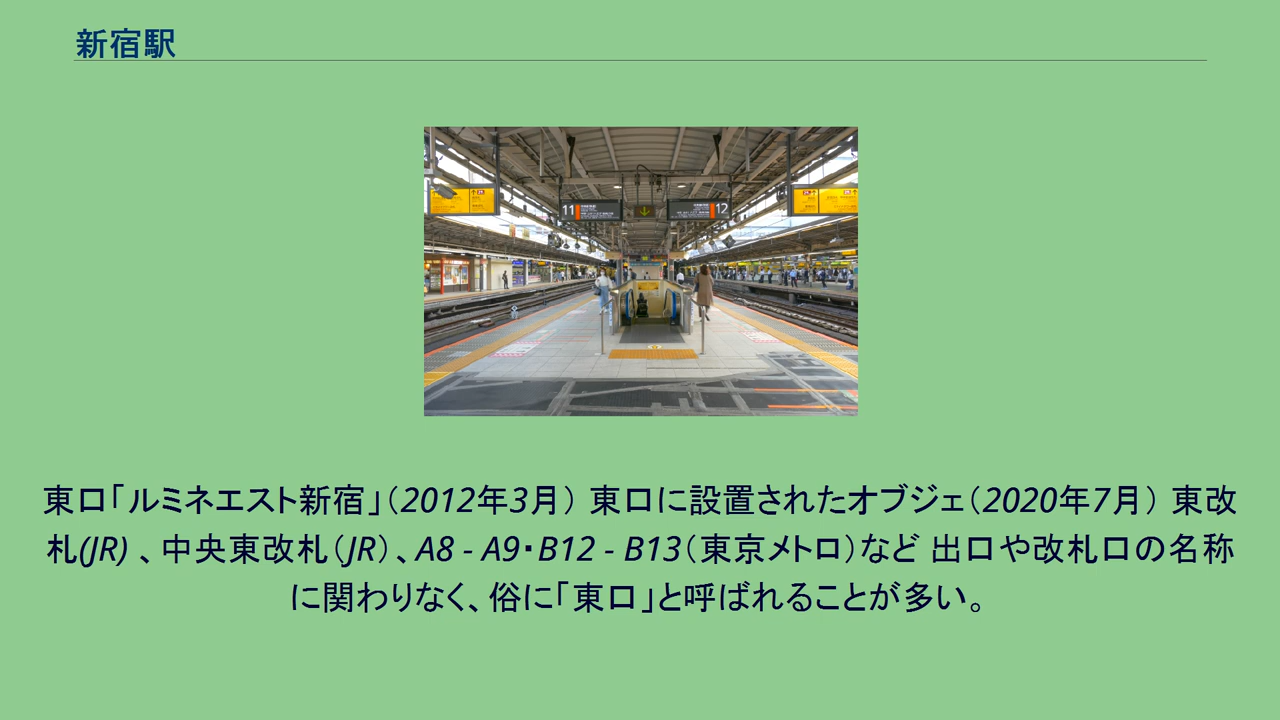 新宿駅
11
12
東口「ルミネエスト新宿」（2012年3月） 東口に設置されたオブジェ（2020年7月） 東改
札(JR) 、中央東改札（JR）、A8 - A9・B12 - B13（東京メトロ）など 出口や改札口の名称
に関わりなく、俗に「東口」と呼ばれることが多い。